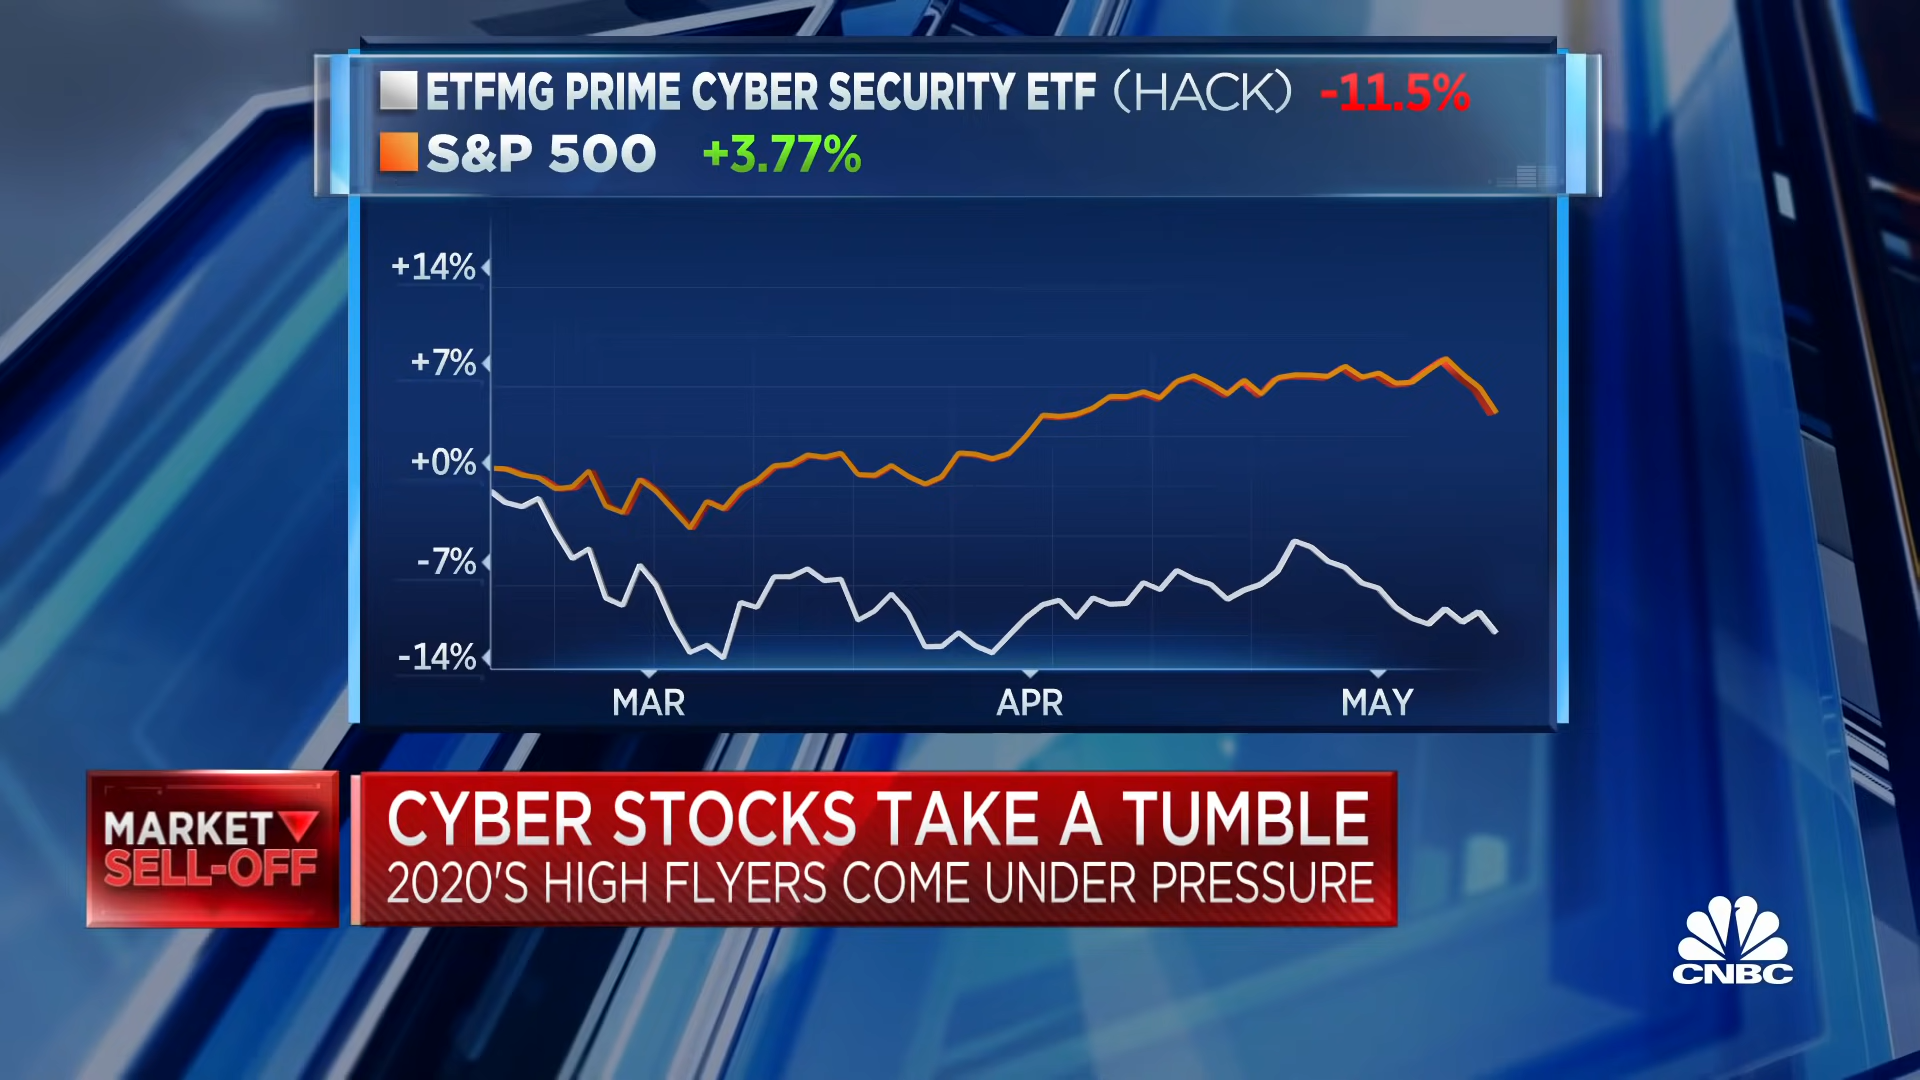 ETFMG PRIME CYBER SECURITY ETF (HACK) -11.5%
S&P 500 +3.77%
+14%
+7%
+0%
-7%
-14%
MAR APR MAY
MARKET
SELL-OFF
CYBER STOCKS TAKE A TUMBLE
2020'S HIGH FLYERS COME UNDER PRESSURE
CNBC